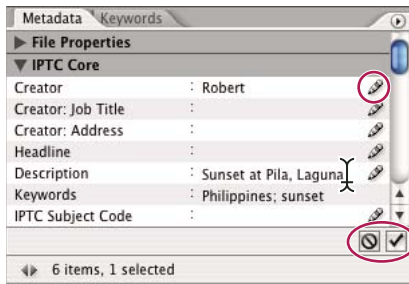 Metadata Keywords
File Properties
IPTC Core
Creator : Robert
Creator: Job Title :
Creator: Address :
Headline :
Description : Sunset at Pila, Laguna
Keywords : Philippines; sunset
IPTC Subject Code :
6 items, 1 selected